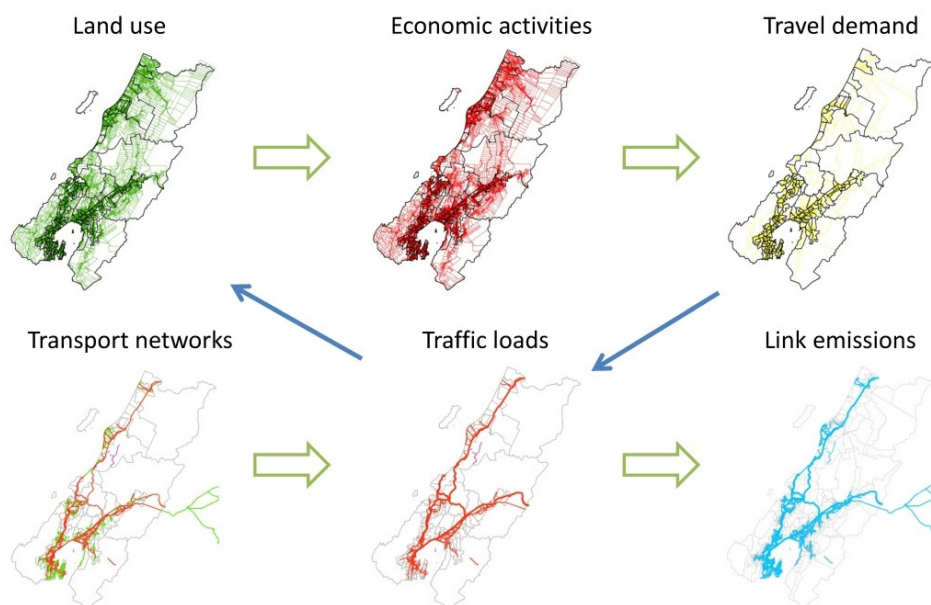 Land use
Economic activities
Travel demand
Transport networks
Traffic loads
Link emissions